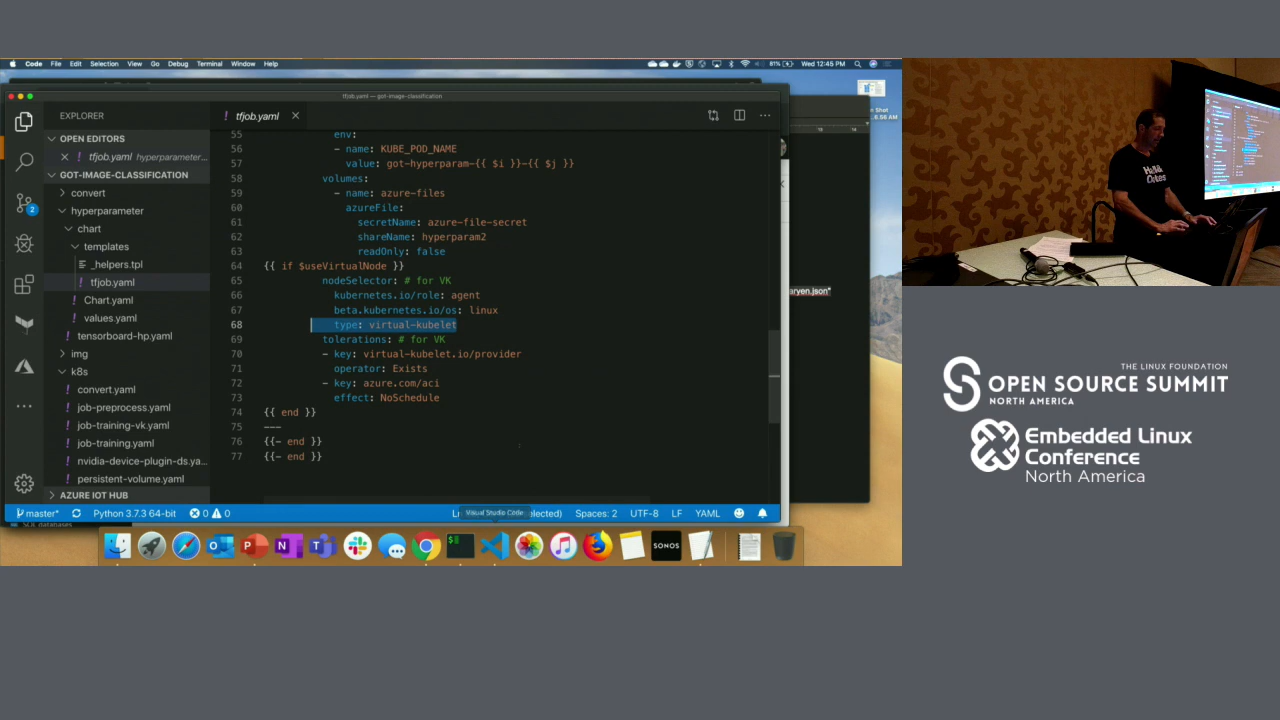 Code File Edit Selection View Go Debug Terminal Window Help
81% Wed 12:45 PM
tfjob.yaml — got-image-classification
EXPLORER
OPEN EDITORS
tfjob.yaml hyperparameter...
GOT-IMAGE-CLASSIFICATION
convert
hyperparameter
chart
templates
_helpers.tpl
tfjob.yaml
Chart.yaml
values.yaml
tensorboard-hp.yaml
img
k8s
convert.yaml
job-preprocess.yaml
job-training-vk.yaml
job-training.yaml
nvidia-device-plugin-ds.ya...
persistent-volume.yaml
AZURE IOT HUB
2
tfjob.yaml
55 env:
56 - name: KUBE_POD_NAME
57 value: got-hyperparam-{{ $i }}-{{ $j }}
58 volumes:
59 - name: azure-files
60 azureFile:
61 secretName: azure-file-secret
62 shareName: hyperparam2
63 readOnly: false
64 {{ if $useVirtualNode }}
65 nodeSelector: # for VK
66 kubernetes.io/role: agent
67 beta.kubernetes.io/os: linux
68 type: virtual-kubelet
69 tolerations: # for VK
70 - key: virtual-kubelet.io/provider
71 operator: Exists
72 - key: azure.com/aci
73 effect: NoSchedule
74 {{ end }}
75 ---
76 {{- end }}
77 {{- end }}
master* Python 3.7.3 64-bit 0 0 Visual Studio Code Spaces: 2 UTF-8 LF YAML
SONOS
aryen.json"
THE LINUX FOUNDATION
OPEN SOURCE SUMMIT
NORTH AMERICA
Embedded Linux
Conference
North America